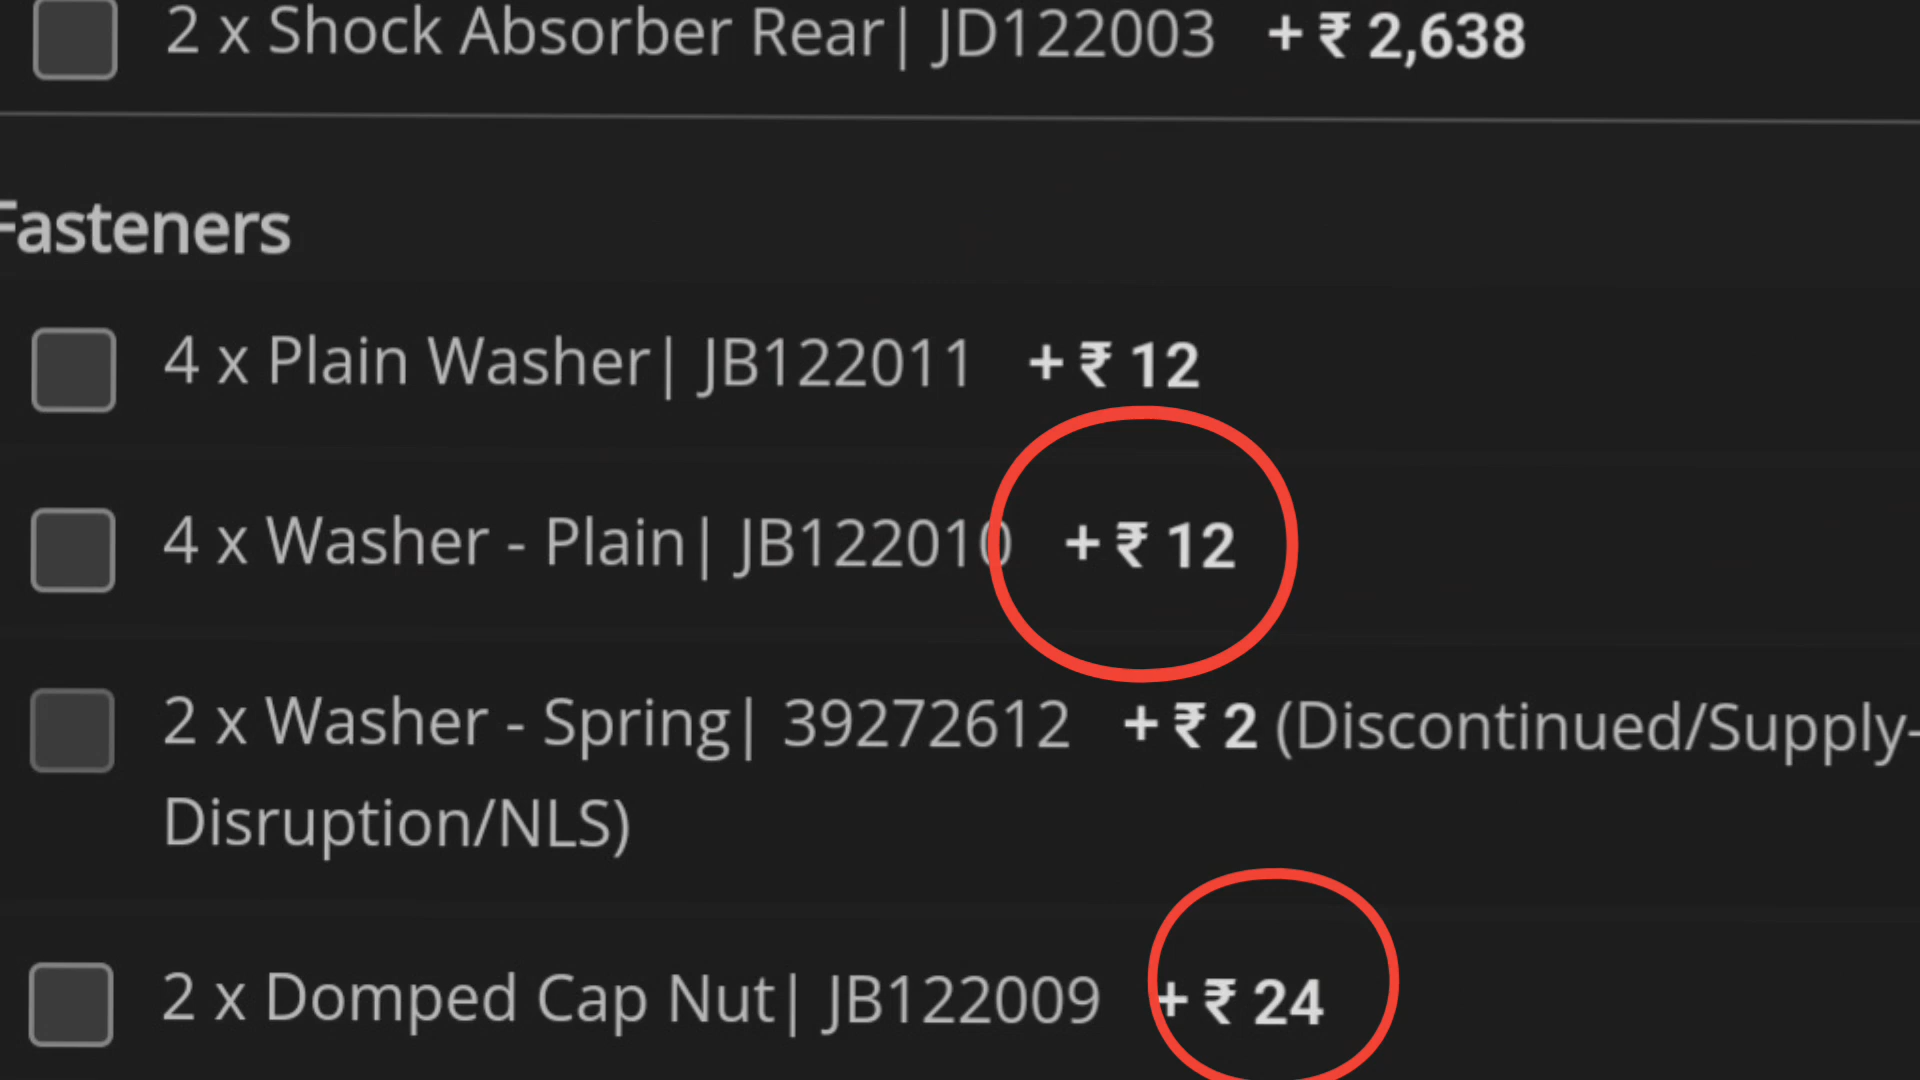 2 x Shock Absorber Rear| JD122003 + ₹ 2,638
Fasteners
4 x Plain Washer| JB122011 + ₹ 12
4 x Washer - Plain| JB122010 + ₹ 12
2 x Washer - Spring| 39272612 + ₹ 2 (Discontinued/Supply-
Disruption/NLS)
2 x Domped Cap Nut| JB122009 + ₹ 24